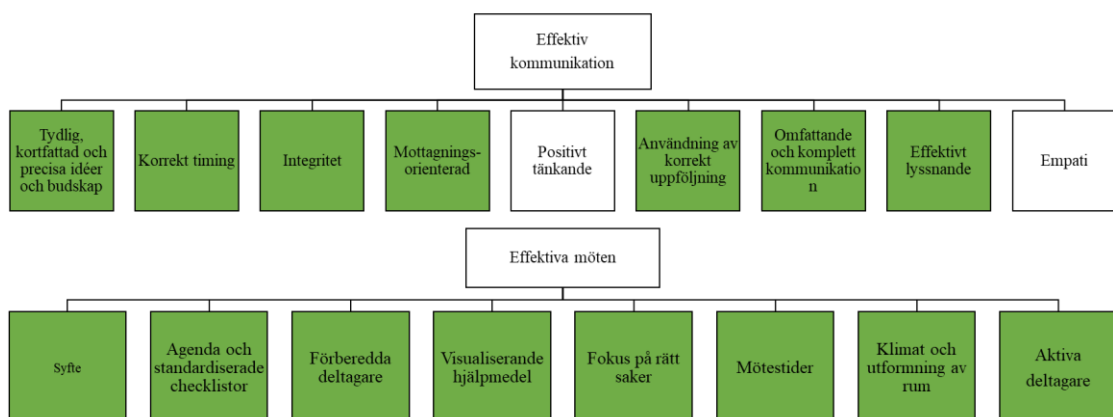 Effektiv
kommunikation
Tydlig,
kortfattad och
precisa idéer
och budskap
Korrekt timing
Integritet
Mottagnings-
orienterad
Positivt
tänkande
Användning av
korrekt
uppföljning
Omfattande
och komplett
kommunikatio
n
Effektivt
lyssnande
Empati
Effektiva möten
Syfte
Agenda och
standardiserade
checklistor
Förberedda
deltagare
Visualiserande
hjälpmedel
Fokus på rätt
saker
Mötestider
Klimat och
utformning av
rum
Aktiva
deltagare